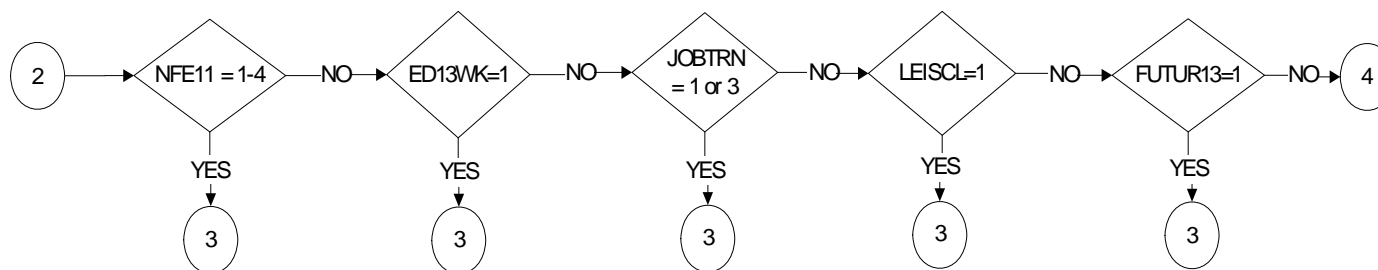 2
NFE11 = 1-4
NO
ED13WK=1
NO
JOBTRN
= 1 or 3
NO
LEISCL=1
NO
FUTUR13=1
NO
4
YES
YES
YES
YES
YES
3
3
3
3
3